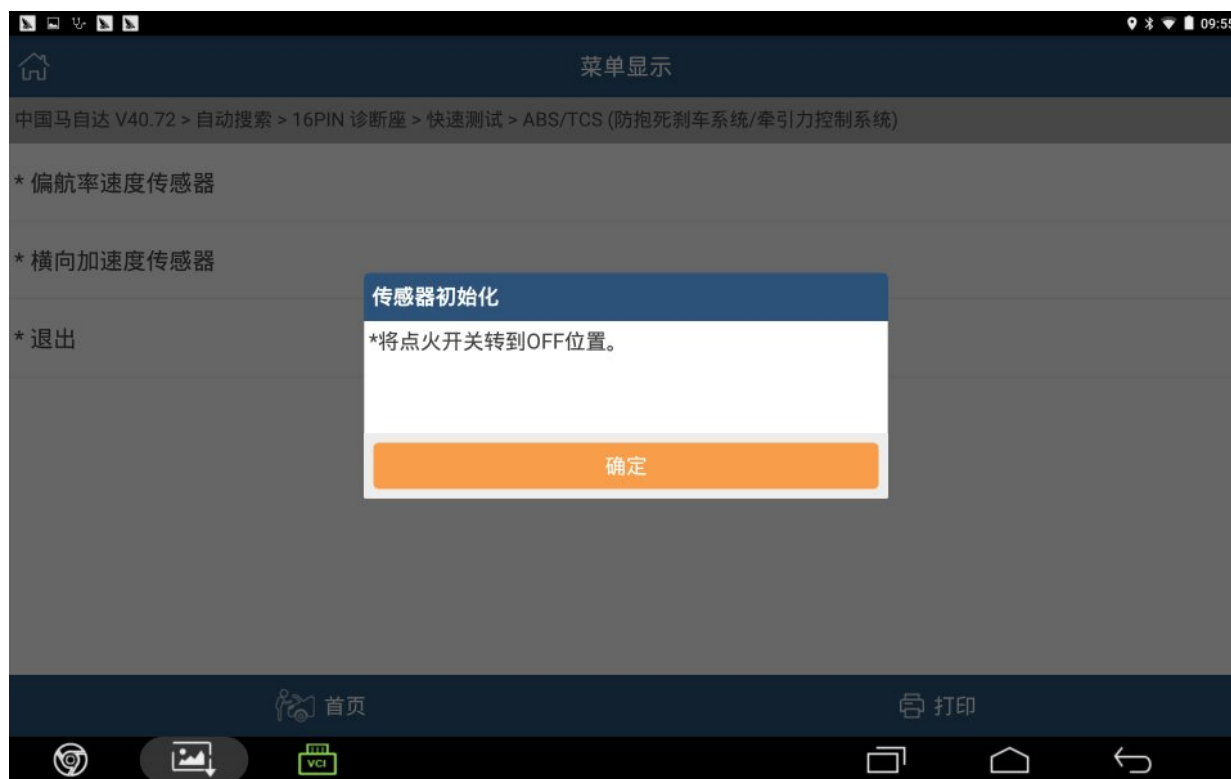 09:55
菜单显示
中国马自达 V40.72 > 自动搜索 > 16PIN 诊断座 > 快速测试 > ABS/TCS (防抱死刹车系统/牵引力控制系统)
* 偏航率速度传感器
* 横向加速度传感器
* 退出
传感器初始化
*将点火开关转到OFF位置。
确定
首页
打印
VCI